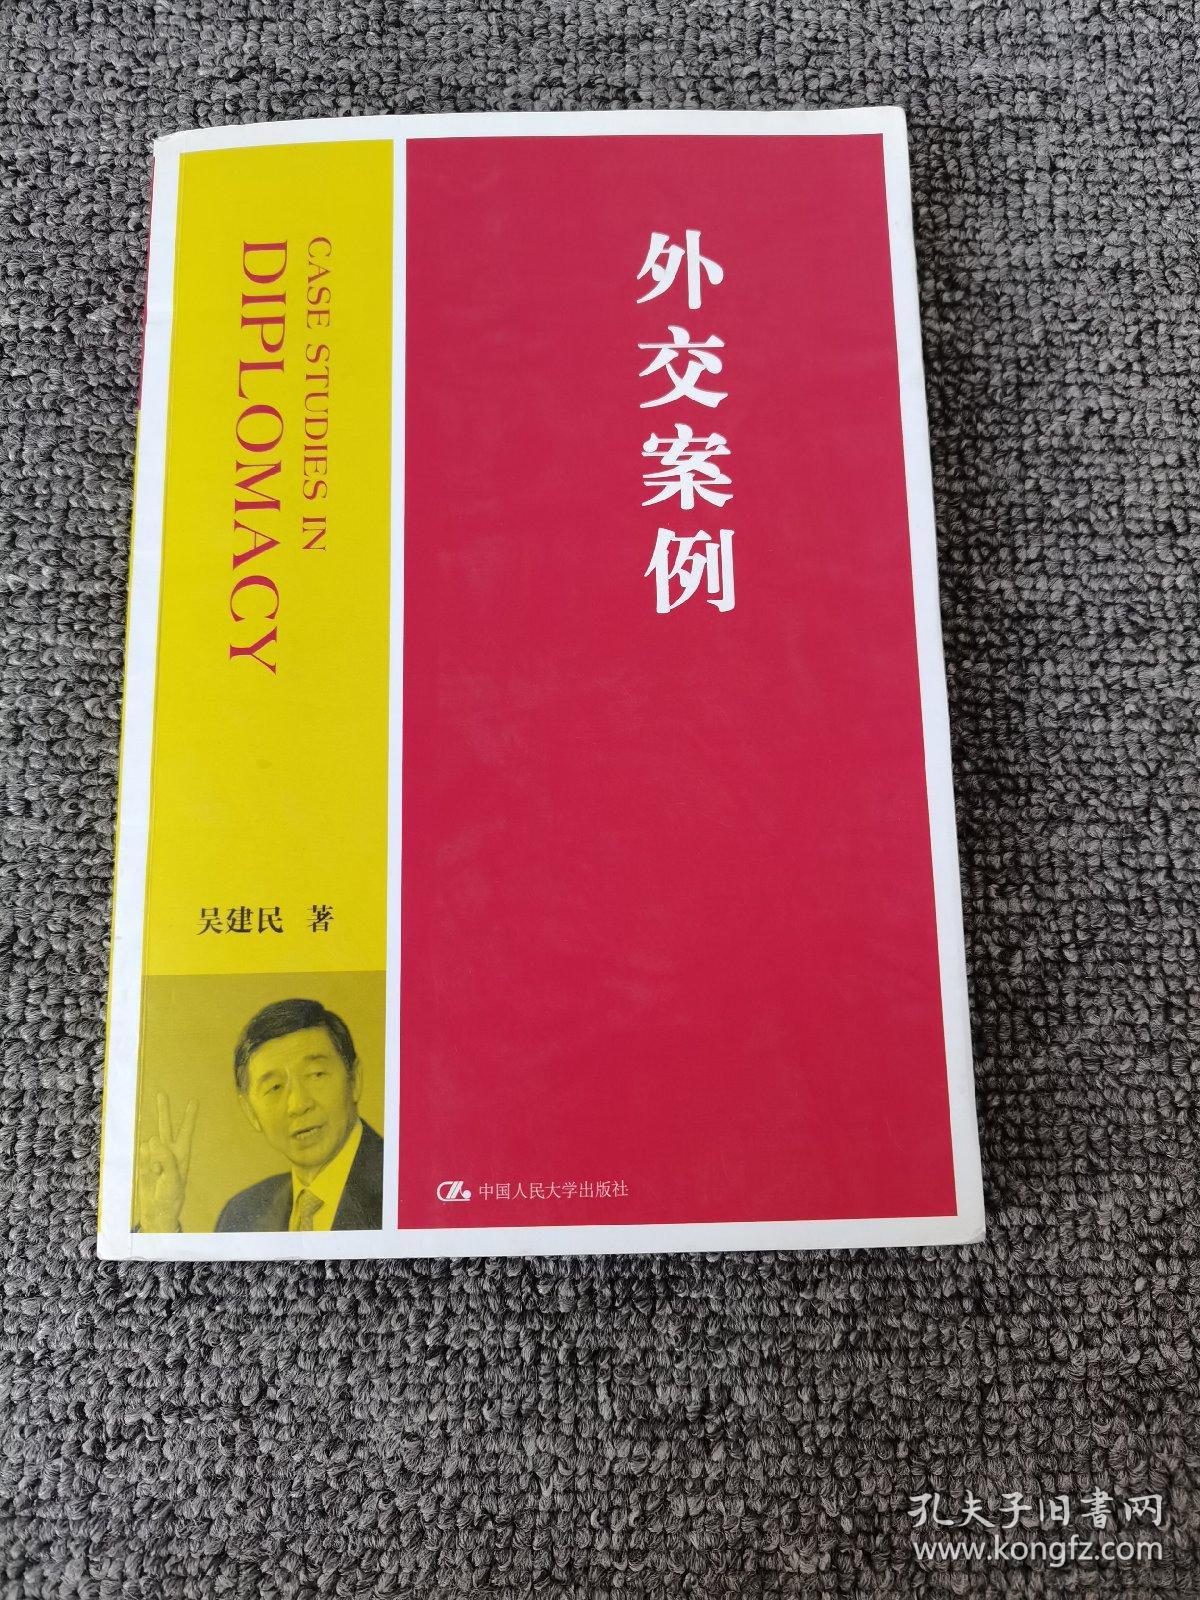 外交案例
CASE STUDIES IN
DIPLOMACY
吴建民 著
中国人民大学出版社
孔夫子旧書网
www.kongfz.com